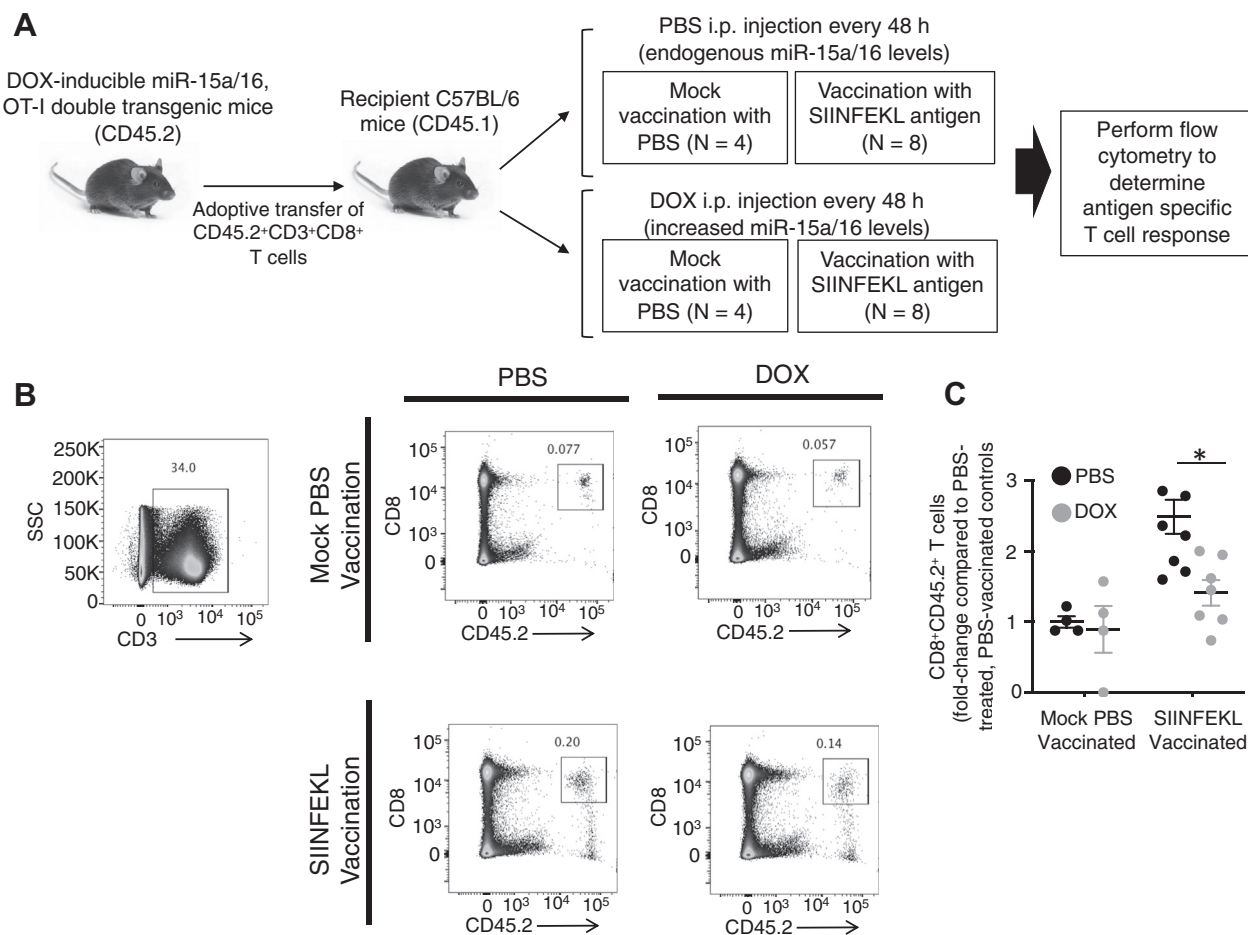 A
DOX-inducible miR-15a/16,
OT-I double transgenic mice
(CD45.2)
Adoptive transfer of
CD45.2⁺CD3⁺CD8⁺
T cells
Recipient C57BL/6
mice (CD45.1)
PBS i.p. injection every 48 h
(endogenous miR-15a/16 levels)
Mock
vaccination with
PBS (N = 4)
Vaccination with
SIINFEKL antigen
(N = 8)
DOX i.p. injection every 48 h
(increased miR-15a/16 levels)
Mock
vaccination with
PBS (N = 4)
Vaccination with
SIINFEKL antigen
(N = 8)
Perform flow
cytometry to
determine
antigen specific
T cell response
B
PBS
DOX
250K
200K
150K
100K
50K
0
SSC
34.0
0 10³ 10⁴ 10⁵
CD3
Mock PBS
Vaccination
10⁵
10⁴
10³
0
CD8
0.077
0 10³ 10⁴ 10⁵
CD45.2
10⁵
10⁴
10³
0
CD8
0.057
0 10³ 10⁴ 10⁵
CD45.2
SIINFEKL
Vaccination
10⁵
10⁴
10³
0
CD8
0.20
0 10³ 10⁴ 10⁵
CD45.2
10⁵
10⁴
10³
0
CD8
0.14
0 10³ 10⁴ 10⁵
CD45.2
C
CD8⁺CD45.2⁺ T cells
(fold-change compared to PBS-
treated, PBS-vaccinated controls
3
2
1
0
PBS
DOX
*
Mock PBS
Vaccinated
SIINFEKL
Vaccinated